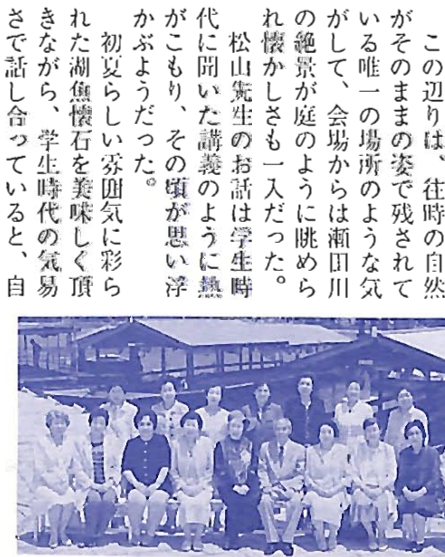 この辺りは、往時の自然
がそのままの姿で残されて
いる唯一の場所のような気
がして、会場からは瀬田川
の絶景が庭のように眺めら
れ懐かしさも一入だった。
松山先生のお話は学生時
代に聞いた講義のように熱
がこもり、その頃が思い浮
かぶようだった。
初夏らしい雰囲気に彩ら
れた湖魚懐石を美味しく頂
きながら、学生時代の気易
さで話し合っていると、自